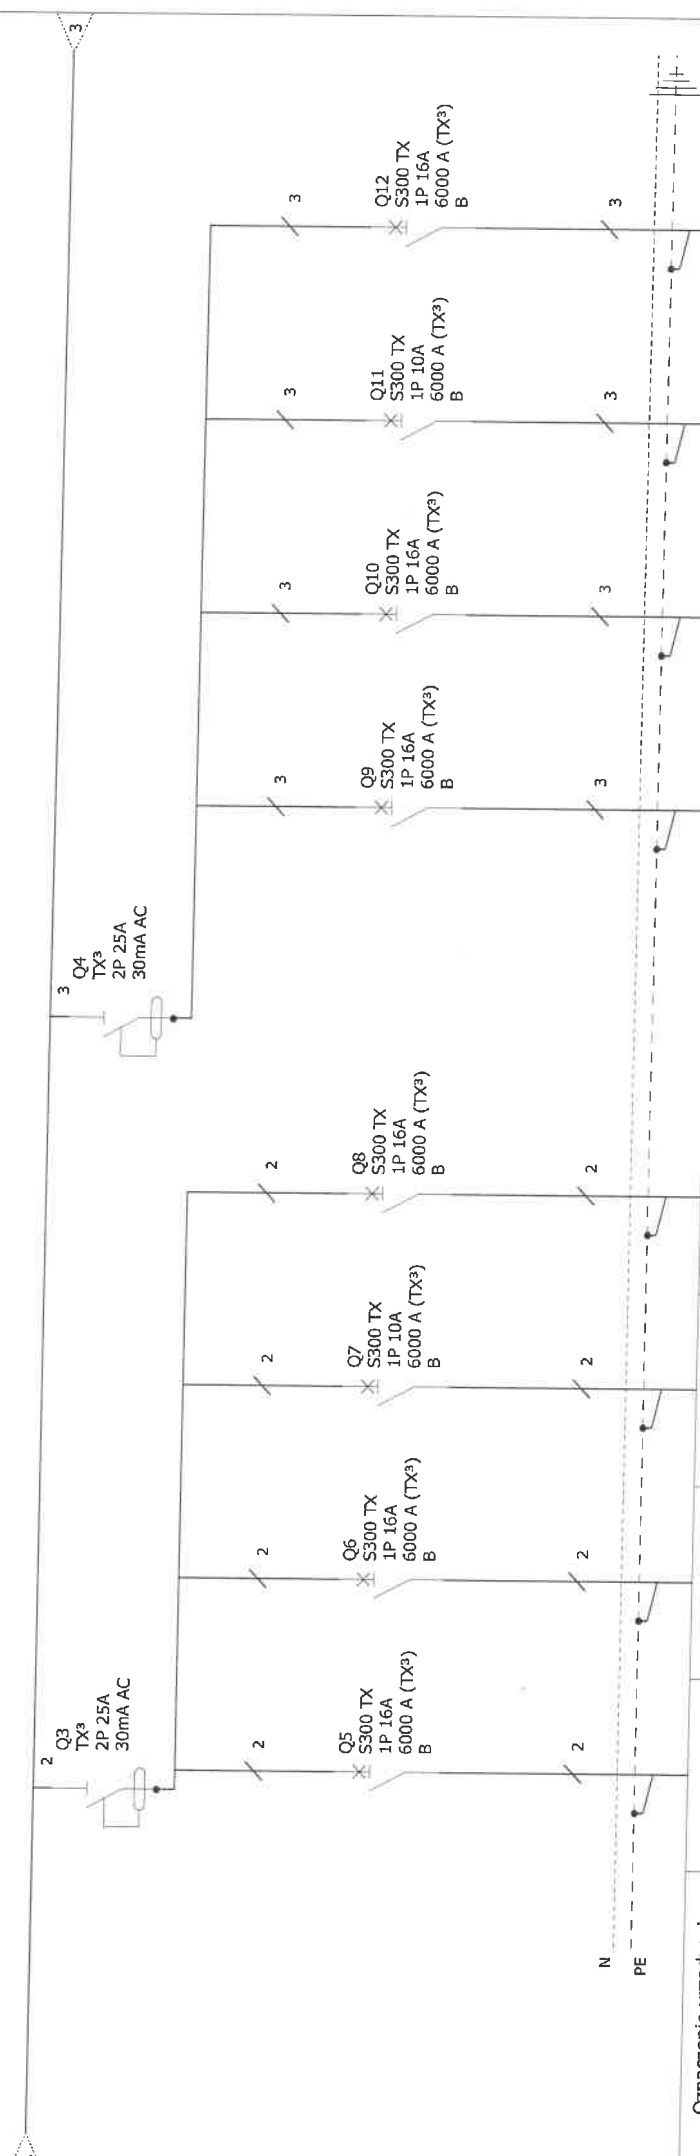 3
2
Q3
TX³
2P 25A
30mA AC
3
Q4
TX³
2P 25A
30mA AC
2
2
2
2
3
3
3
3
Q5
S300 TX
1P 16A
6000 A (TX³)
B
Q6
S300 TX
1P 16A
6000 A (TX³)
B
Q7
S300 TX
1P 10A
6000 A (TX³)
B
Q8
S300 TX
1P 16A
6000 A (TX³)
B
Q9
S300 TX
1P 16A
6000 A (TX³)
B
Q10
S300 TX
1P 16A
6000 A (TX³)
B
Q11
S300 TX
1P 10A
6000 A (TX³)
B
Q12
S300 TX
1P 16A
6000 A (TX³)
B
2
2
2
2
3
3
3
3
N
PE